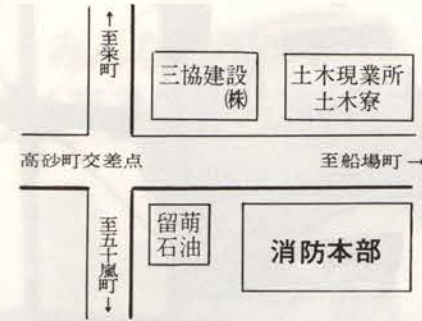 ←至栄町
三協建設
㈱
土木現業所
土木寮
高砂町交差点
至船場町→
至五十嵐町→
留萌
石油
消防本部